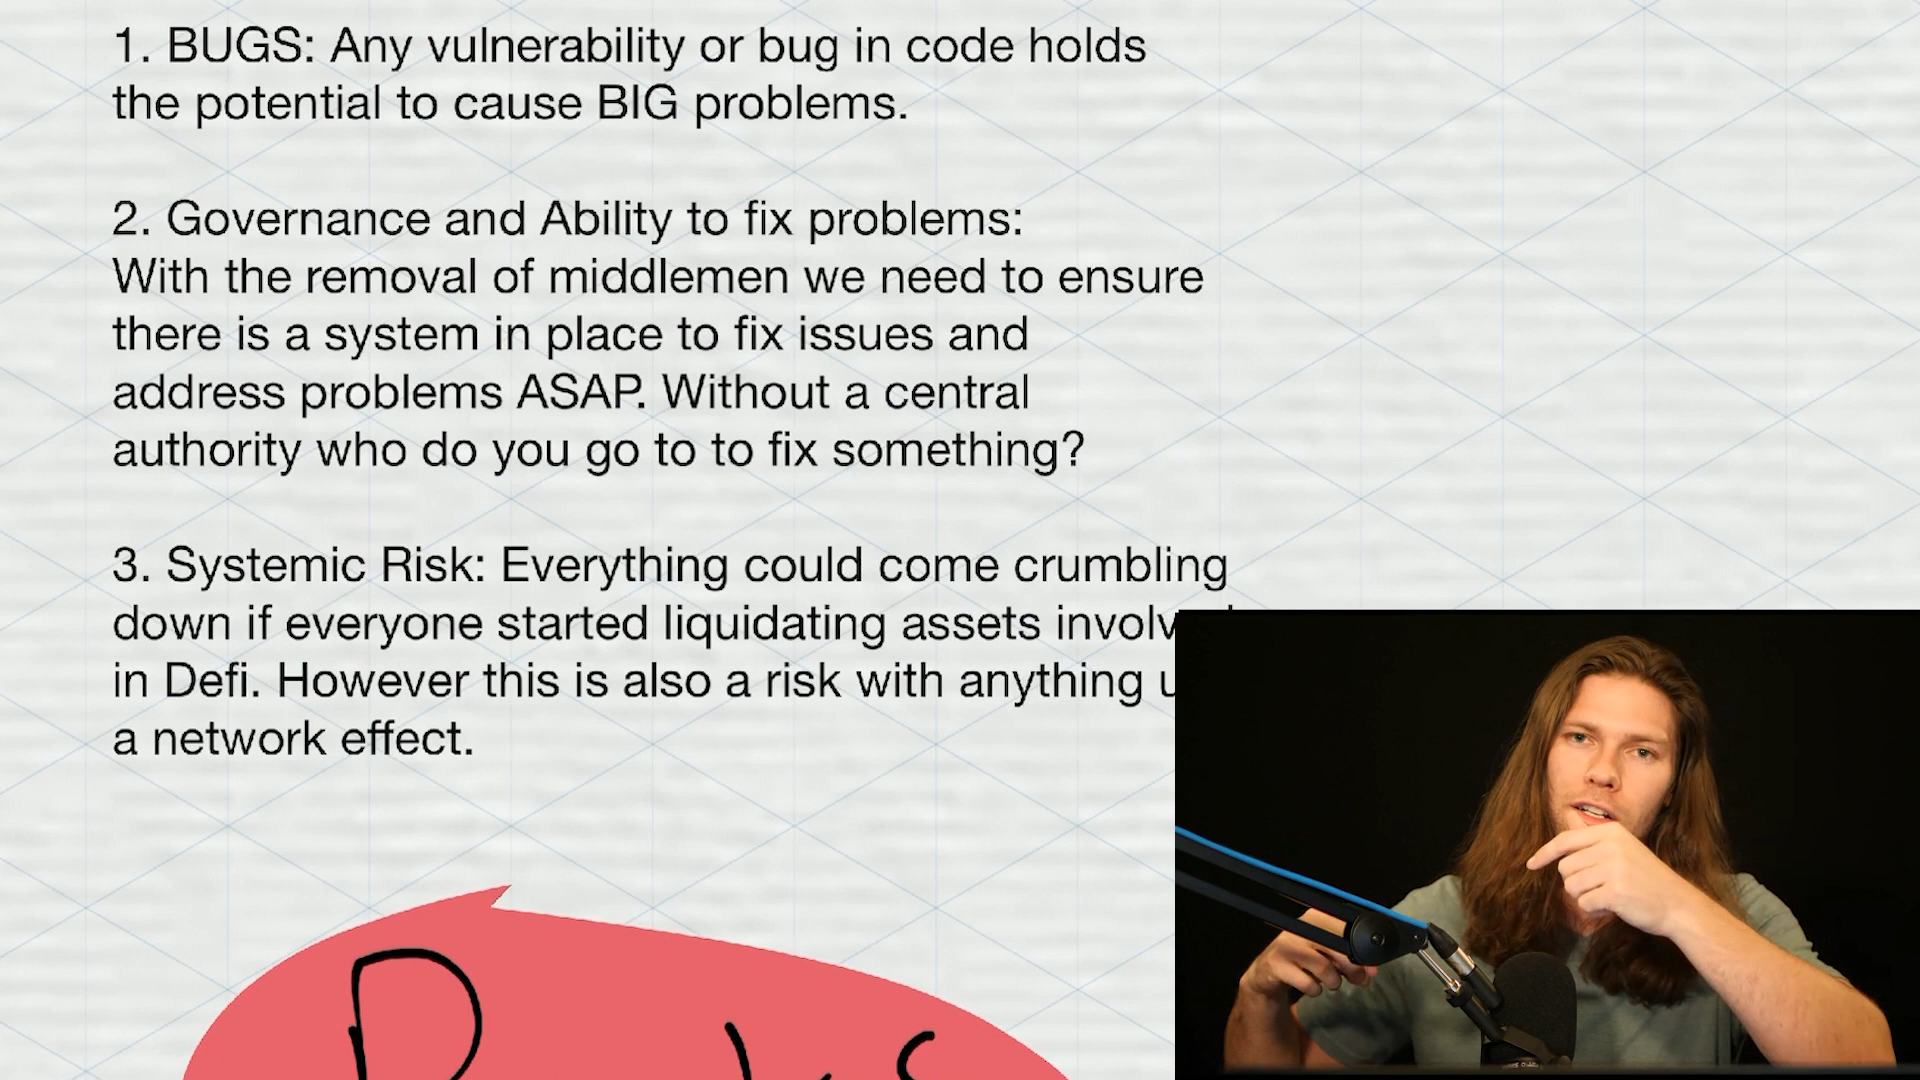 1. BUGS: Any vulnerability or bug in code holds
the potential to cause BIG problems.
2. Governance and Ability to fix problems:
With the removal of middlemen we need to ensure
there is a system in place to fix issues and
address problems ASAP. Without a central
authority who do you go to to fix something?
3. Systemic Risk: Everything could come crumbling
down if everyone started liquidating assets
in Defi. However this is also a risk with anything
a network effect.